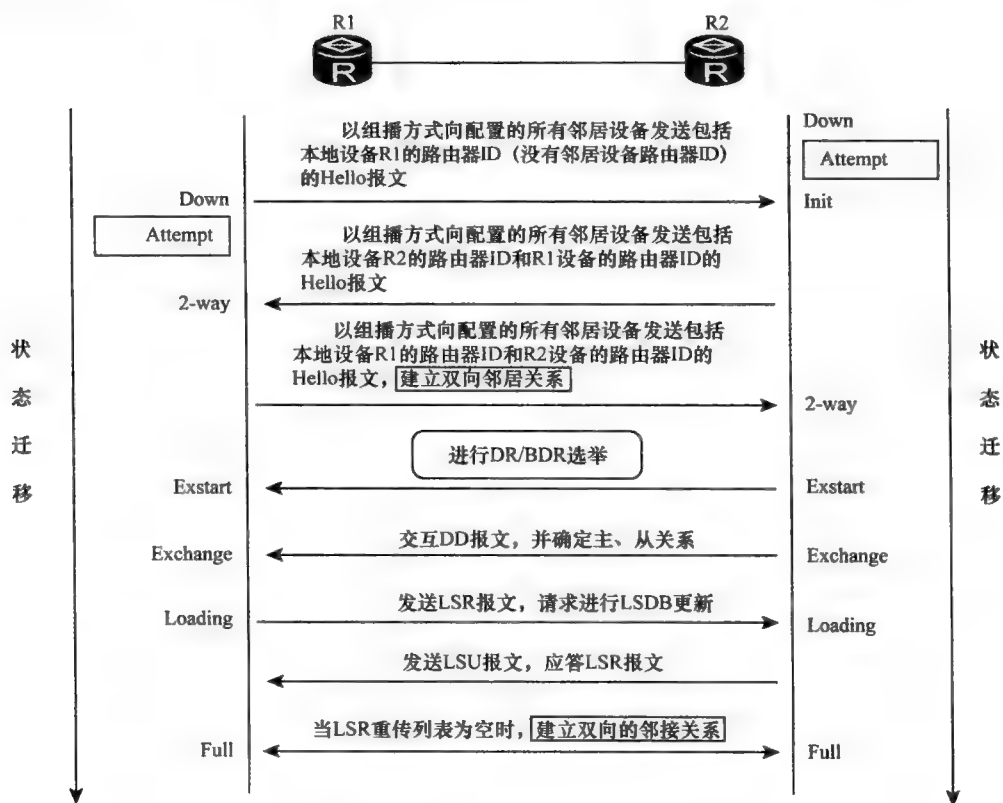 R1
R2
以组播方式向配置的所有邻居设备发送包括
本地设备R1的路由器ID（没有邻居设备路由器ID）
的Hello报文
Down
Attempt
Down
Init
Attempt
以组播方式向配置的所有邻居设备发送包括
本地设备R2的路由器ID和R1设备的路由器ID的
Hello报文
2-way
以组播方式向配置的所有邻居设备发送包括
本地设备R1的路由器ID和R2设备的路由器ID的
Hello报文，建立双向邻居关系
2-way
进行DR/BDR选举
Exstart
Exstart
交互DD报文，并确定主、从关系
Exchange
Exchange
发送LSR报文，请求进行LSDB更新
Loading
Loading
发送LSU报文，应答LSR报文
当LSR重传列表为空时，建立双向的邻接关系
Full
Full
状
态
迁
移
状
态
迁
移
R
R